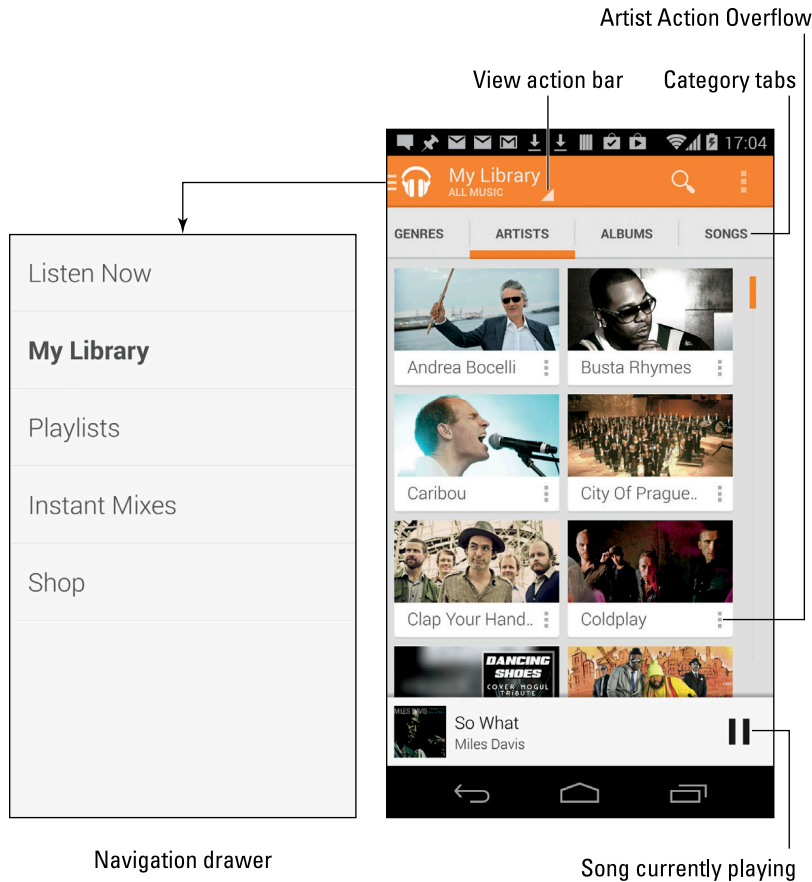 Artist Action Overflow
View action bar
Category tabs
17:04
My Library
ALL MUSIC
GENRES
ARTISTS
ALBUMS
SONGS
Listen Now
My Library
Playlists
Instant Mixes
Shop
Andrea Bocelli
Busta Rhymes
Caribou
City Of Prague..
Clap Your Hand..
Coldplay
DANCING
SHOES
COVER MOGUL
TRIBUTE
MILES DAVIS
So What
Miles Davis
Navigation drawer
Song currently playing